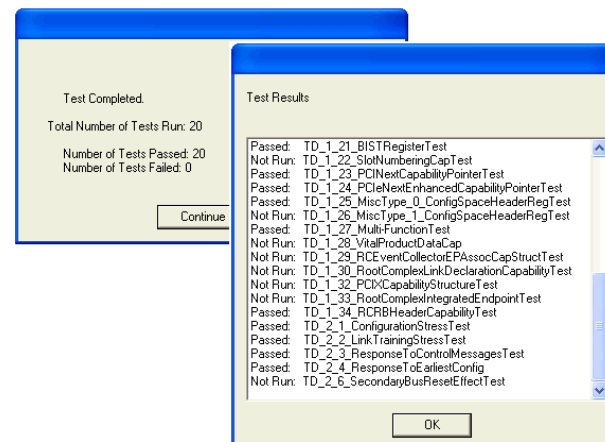 Test Completed.
Total Number of Tests Run: 20
Number of Tests Passed: 20
Number of Tests Failed: 0
Continue
Test Results
Passed: TD_1_21_BISTRegisterTest
Not Run: TD_1_22_SlotNumberingCapTest
Passed: TD_1_23_PCINextCapabilityPointerTest
Passed: TD_1_24_PCIeNextEnhancedCapabilityPointerTest
Passed: TD_1_25_MiscType_0_ConfigSpaceHeaderRegTest
Not Run: TD_1_26_MiscType_1_ConfigSpaceHeaderRegTest
Passed: TD_1_27_Multi-FunctionTest
Not Run: TD_1_28_VitalProductDataCap
Not Run: TD_1_29_RCEventCollectorEPAssocCapStructTest
Not Run: TD_1_30_RootComplexLinkDeclarationCapabilityTest
Not Run: TD_1_32_PCIXCapabilityStructureTest
Not Run: TD_1_33_RootComplexIntegratedEndpointTest
Passed: TD_1_34_RCRBHeaderCapabilityTest
Passed: TD_2_1_ConfigurationStressTest
Passed: TD_2_2_LinkTrainingStressTest
Passed: TD_2_3_ResponseToControlMessagesTest
Passed: TD_2_4_ResponseToEarliestConfig
Not Run: TD_2_6_SecondaryBusResetEffectTest
OK